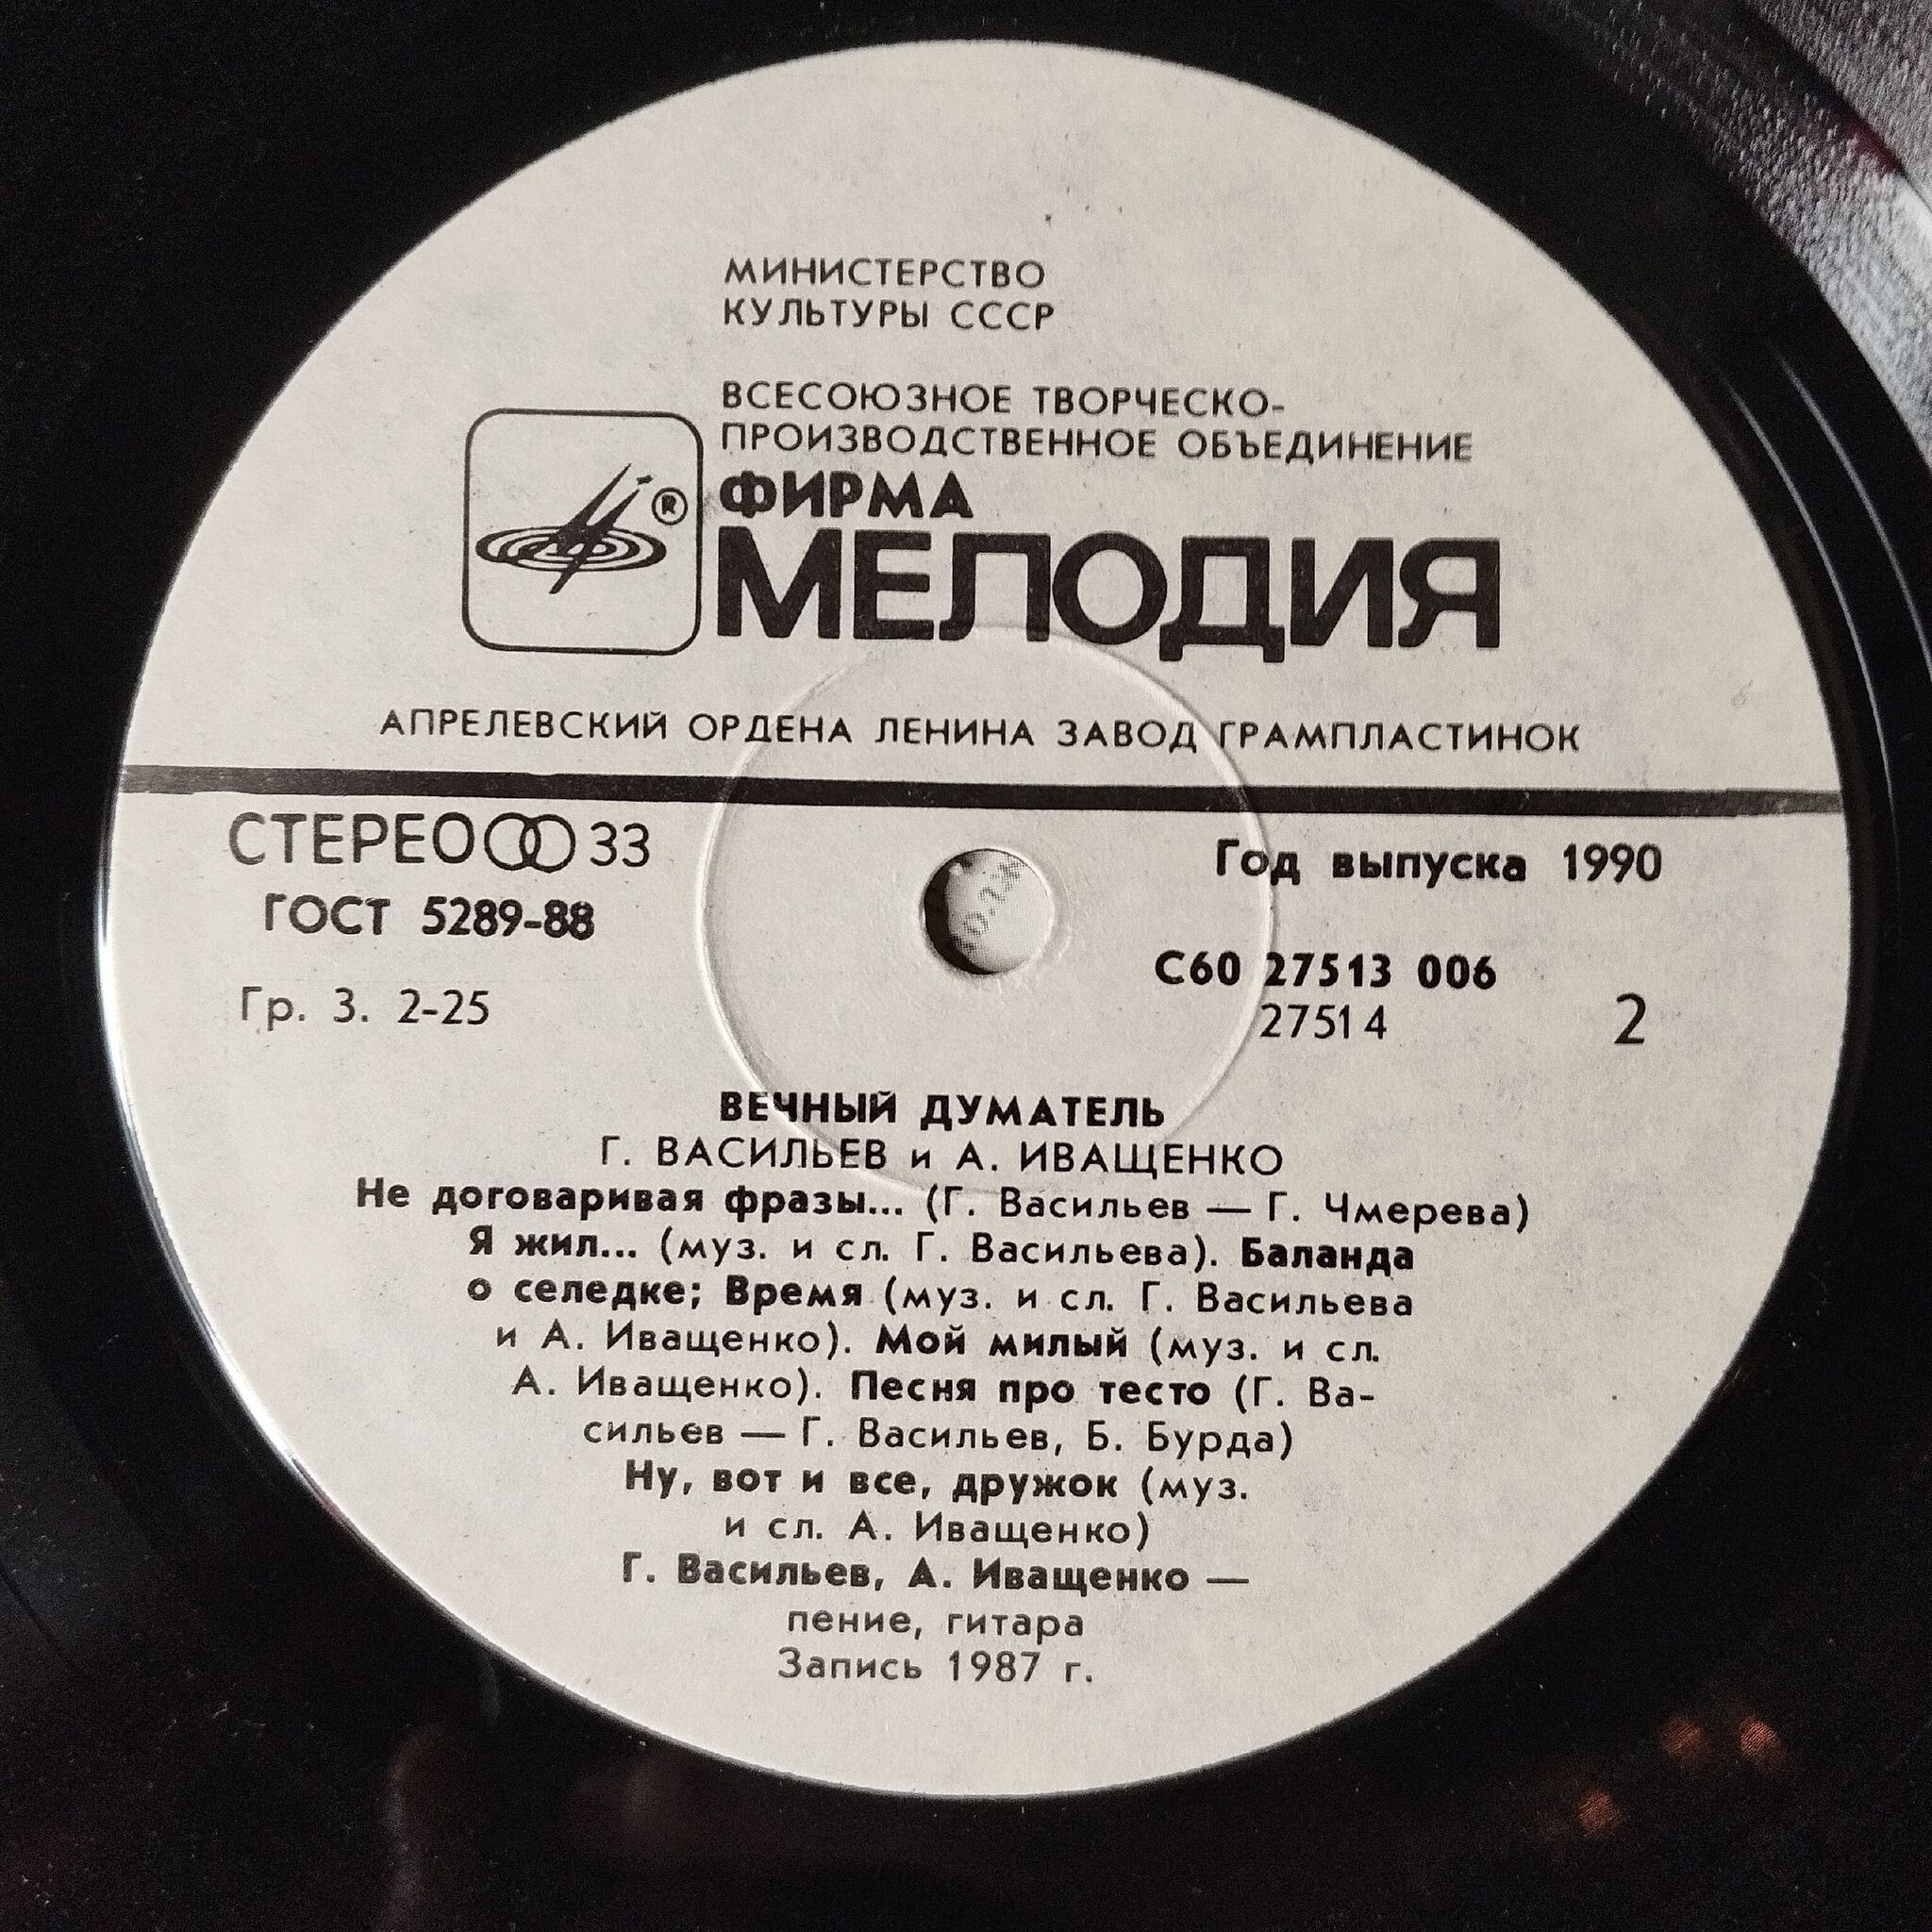 МИНИСТЕРСТВО
КУЛЬТУРЫ СССР
ВСЕСОЮЗНОЕ ТВОРЧЕСКО-
ПРОИЗВОДСТВЕННОЕ ОБЪЕДИНЕНИЕ
®
ФИРМА
МЕЛОДИЯ
АПРЕЛЕВСКИЙ ОРДЕНА ЛЕНИНА ЗАВОД ГРАМПЛАСТИНОК
СТЕРЕО 33
ГОСТ 5289-88
Гр. 3. 2-25
Год выпуска 1990
С60 27513 006
27514
2
ВЕЧНЫЙ ДУМАТЕЛЬ
Г. ВАСИЛЬЕВ и А. ИВАЩЕНКО
Не договаривая фразы... (Г. Васильев — Г. Чмерева)
Я жил... (муз. и сл. Г. Васильева). Баланда
о селедке; Время (муз. и сл. Г. Васильева
и А. Иващенко). Мой милый (муз. и сл.
А. Иващенко). Песня про тесто (Г. Ва-
сильев — Г. Васильев, Б. Бурда)
Ну, вот и все, дружок (муз.
и сл. А. Иващенко)
Г. Васильев, А. Иващенко —
пение, гитара
Запись 1987 г.